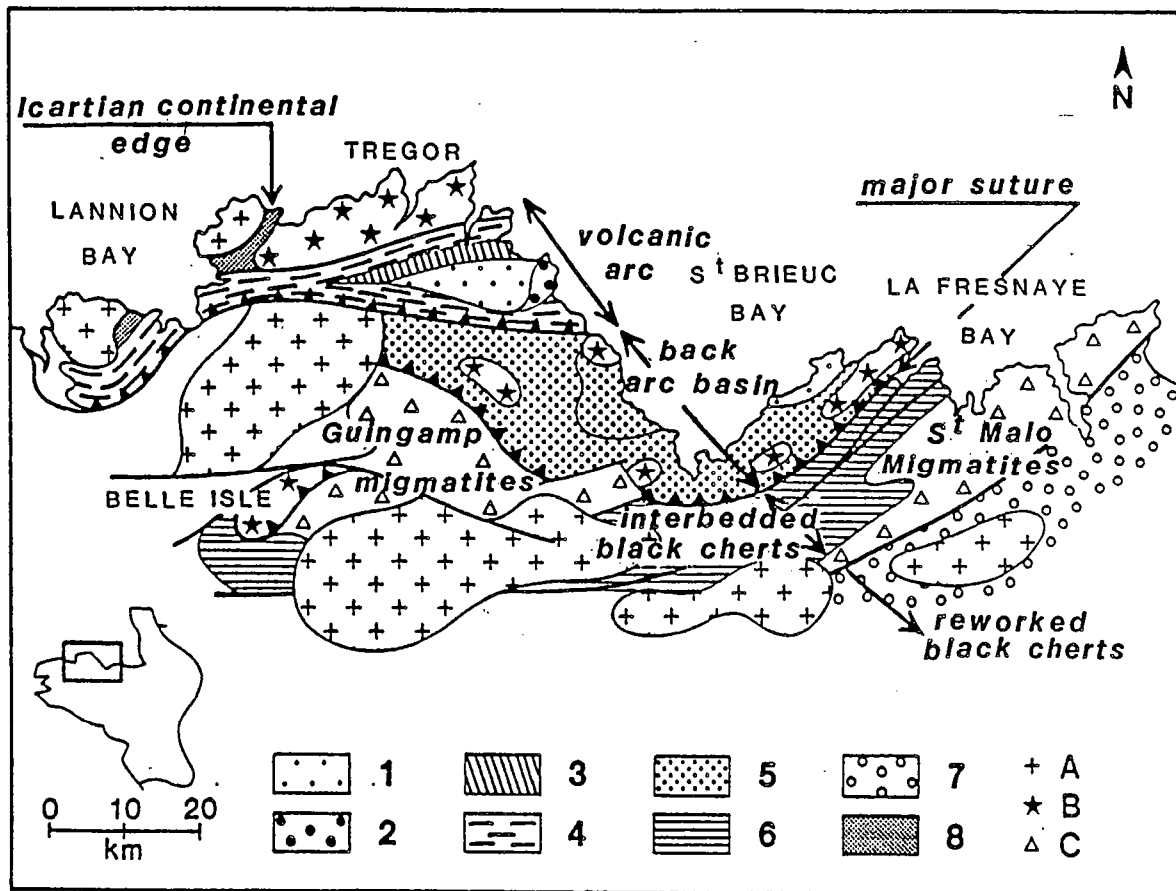 N
Icartian continental
edge
TREGOR
LANNION
BAY
major suture
volcanic
arc
St BRIEUC
BAY
LA FRESNAYE
BAY
back
arc basin
Guingamp
migmatites
St Malo
Migmatites
BELLE ISLE
interbedded
black cherts
reworked
black cherts
1 3 5 7 A
B
2 4 6 8 C
0 10 20
km